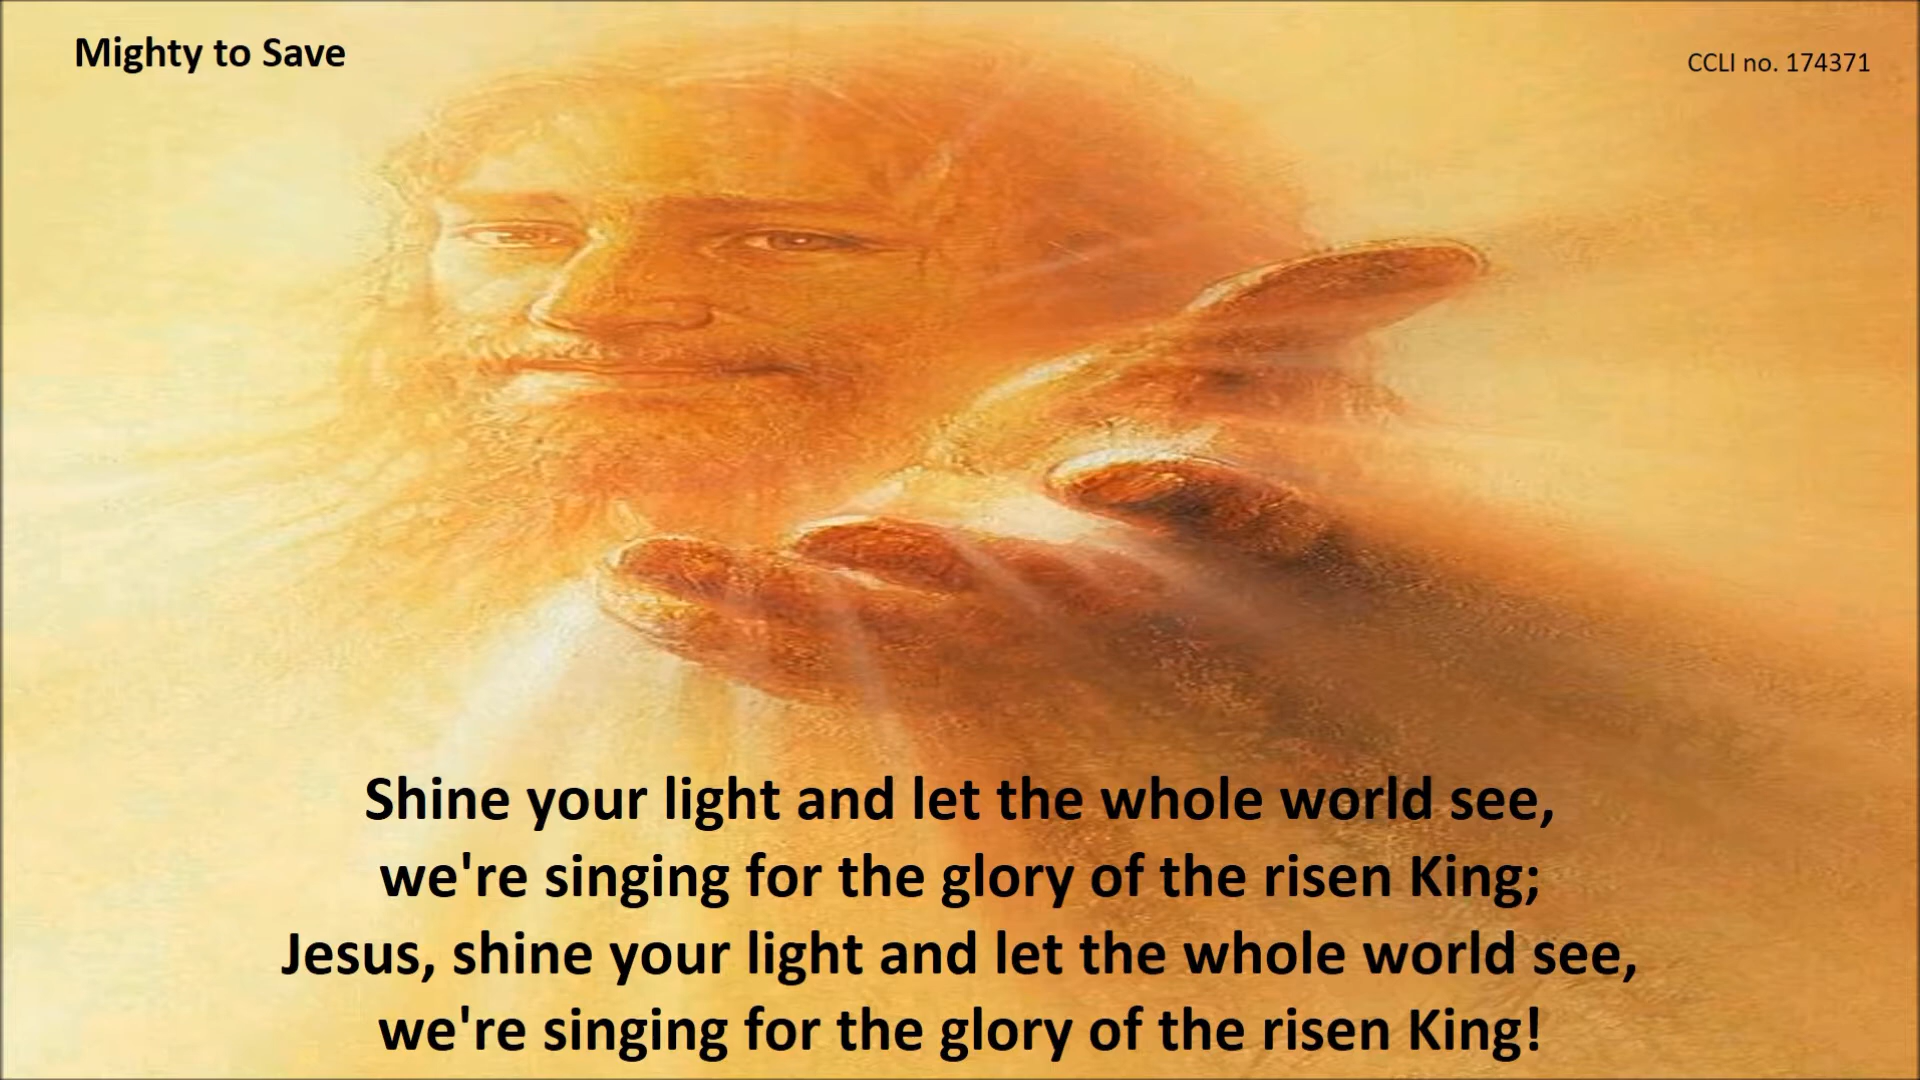 Mighty to Save
CCLI no. 174371
Shine your light and let the whole world see,
we're singing for the glory of the risen King;
Jesus, shine your light and let the whole world see,
we're singing for the glory of the risen King!